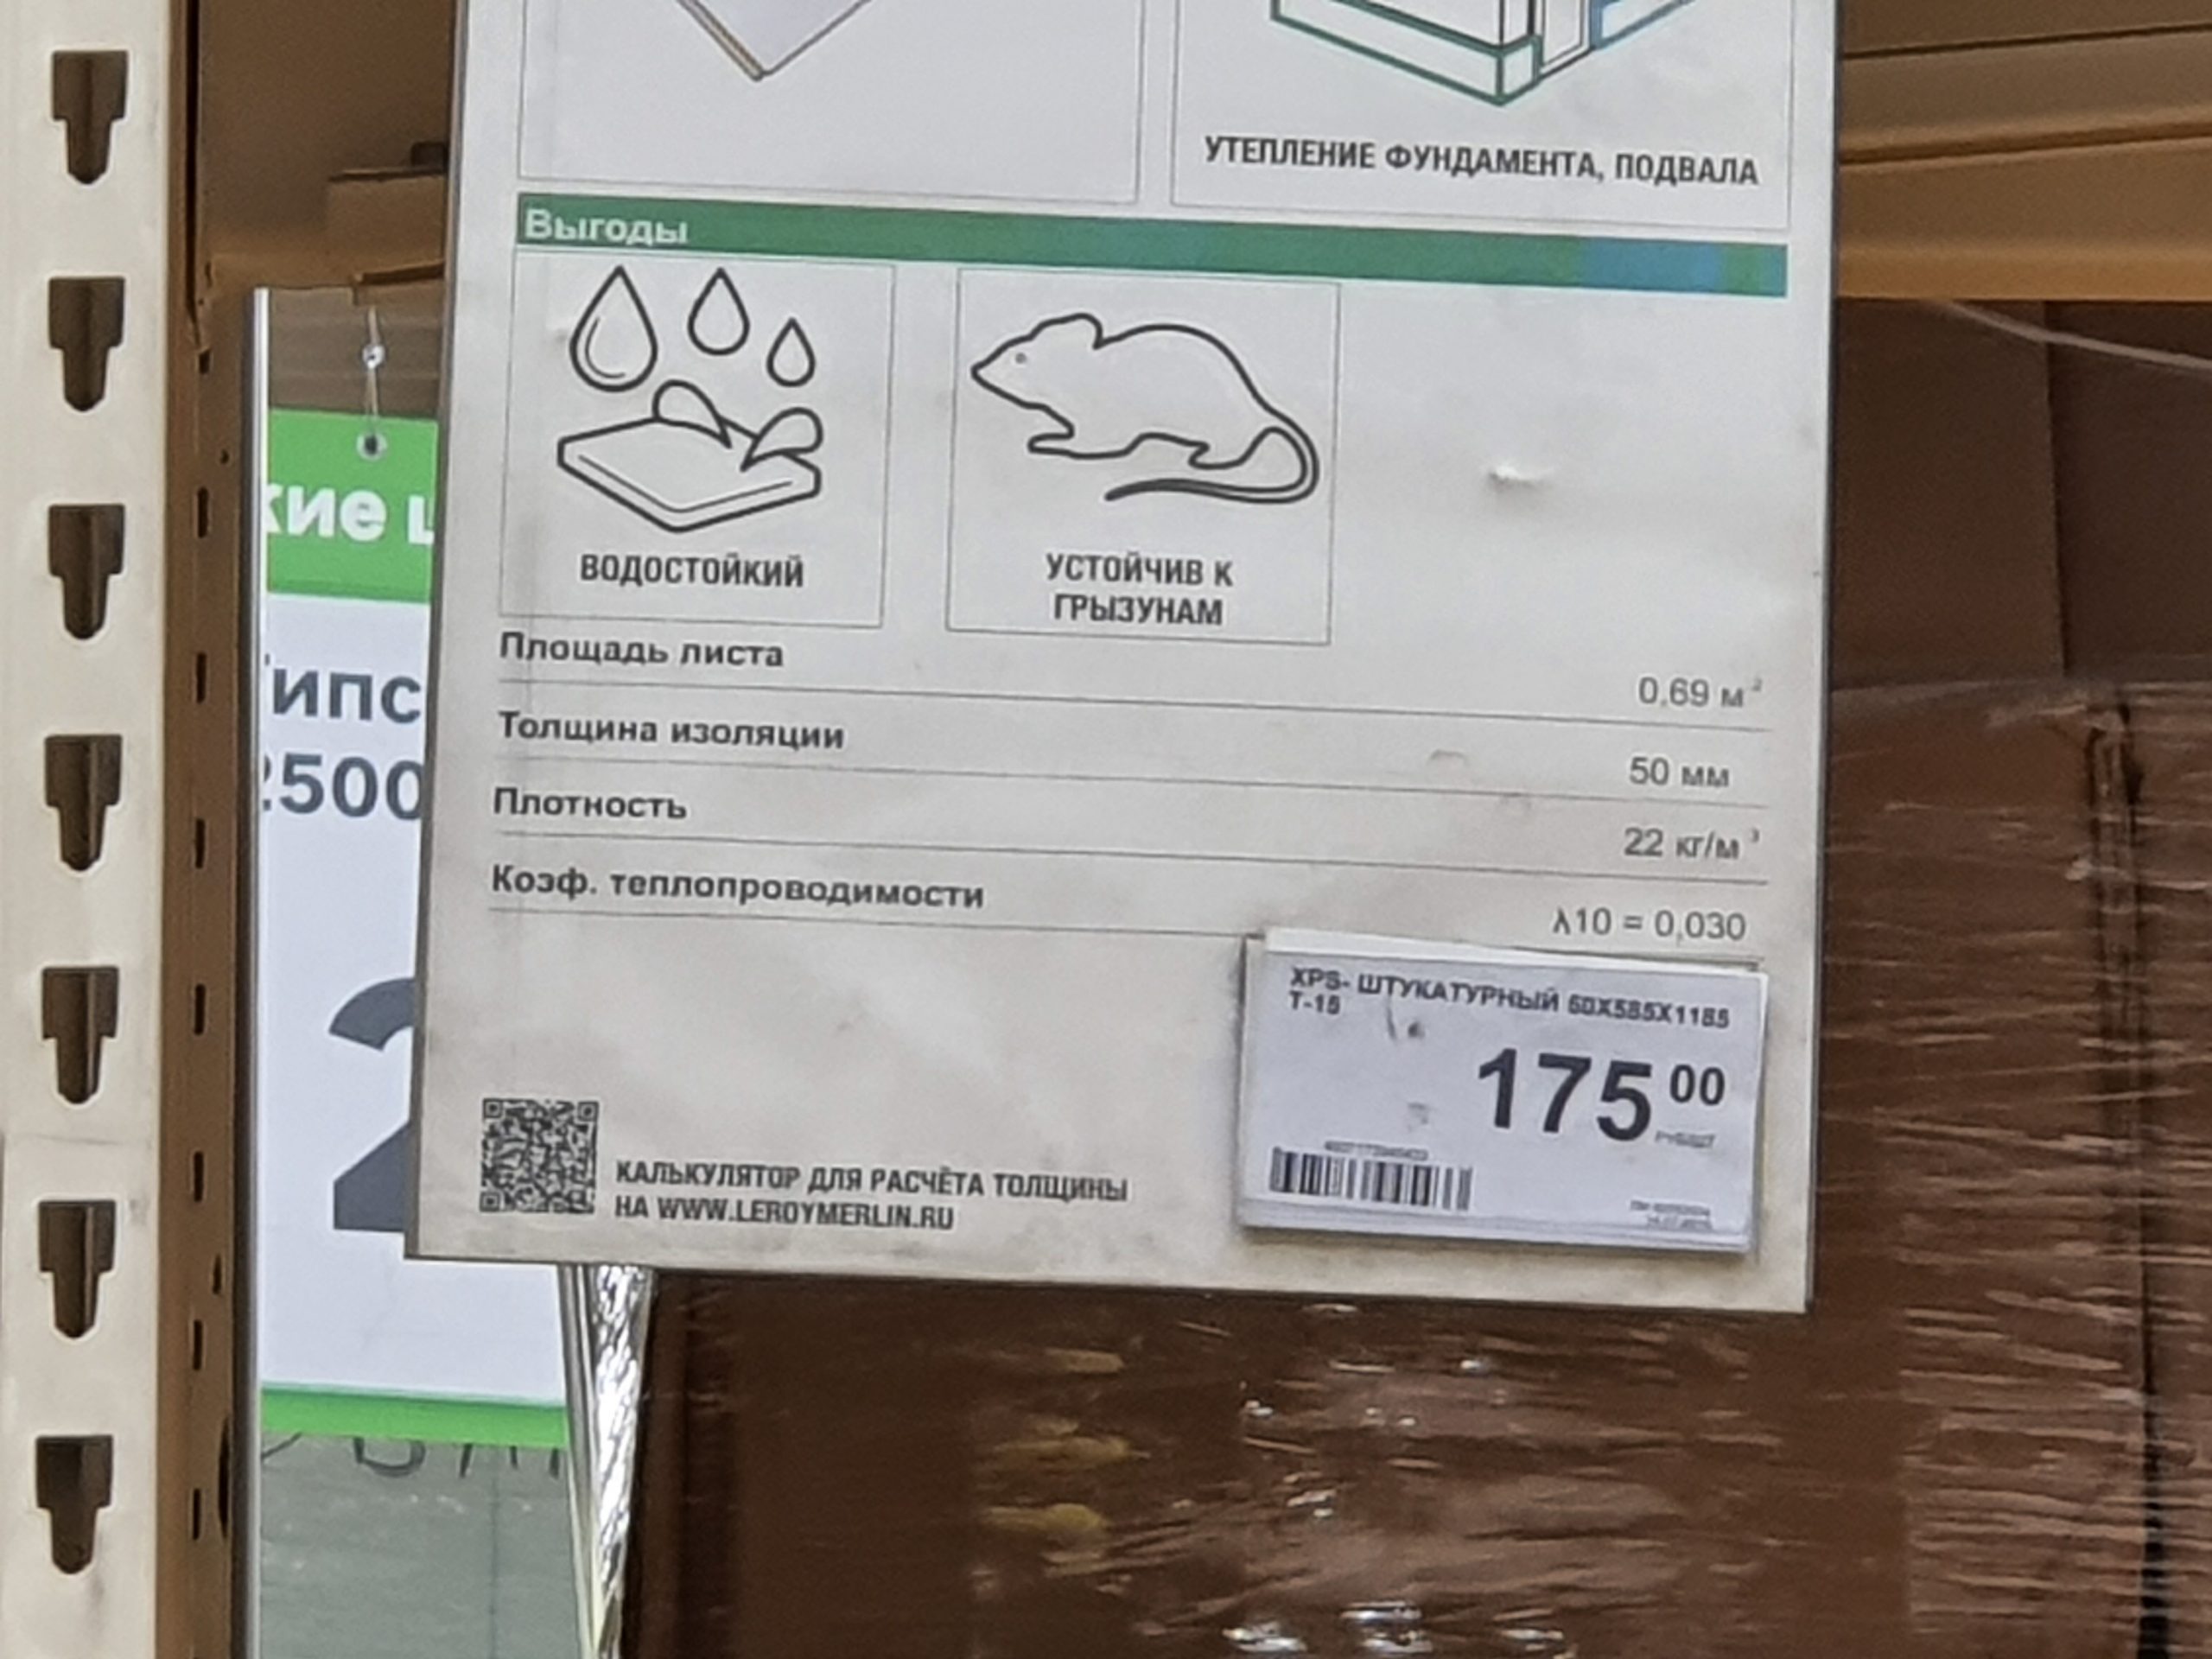 УТЕПЛЕНИЕ ФУНДАМЕНТА, ПОДВАЛА
Выгоды
ВОДОСТОЙКИЙ
УСТОЙЧИВ К
ГРЫЗУНАМ
Площадь листа 0,69 м²
Толщина изоляции 50 мм
Плотность 22 кг/м³
Коэф. теплопроводимости λ10 = 0,030
XPS- ШТУКАТУРНЫЙ 50X585X1185
Т-15
175 00
КАЛЬКУЛЯТОР ДЛЯ РАСЧЁТА ТОЛЩИНЫ
НА WWW.LEROYMERLIN.RU
кие ц
Гипс
2500
2